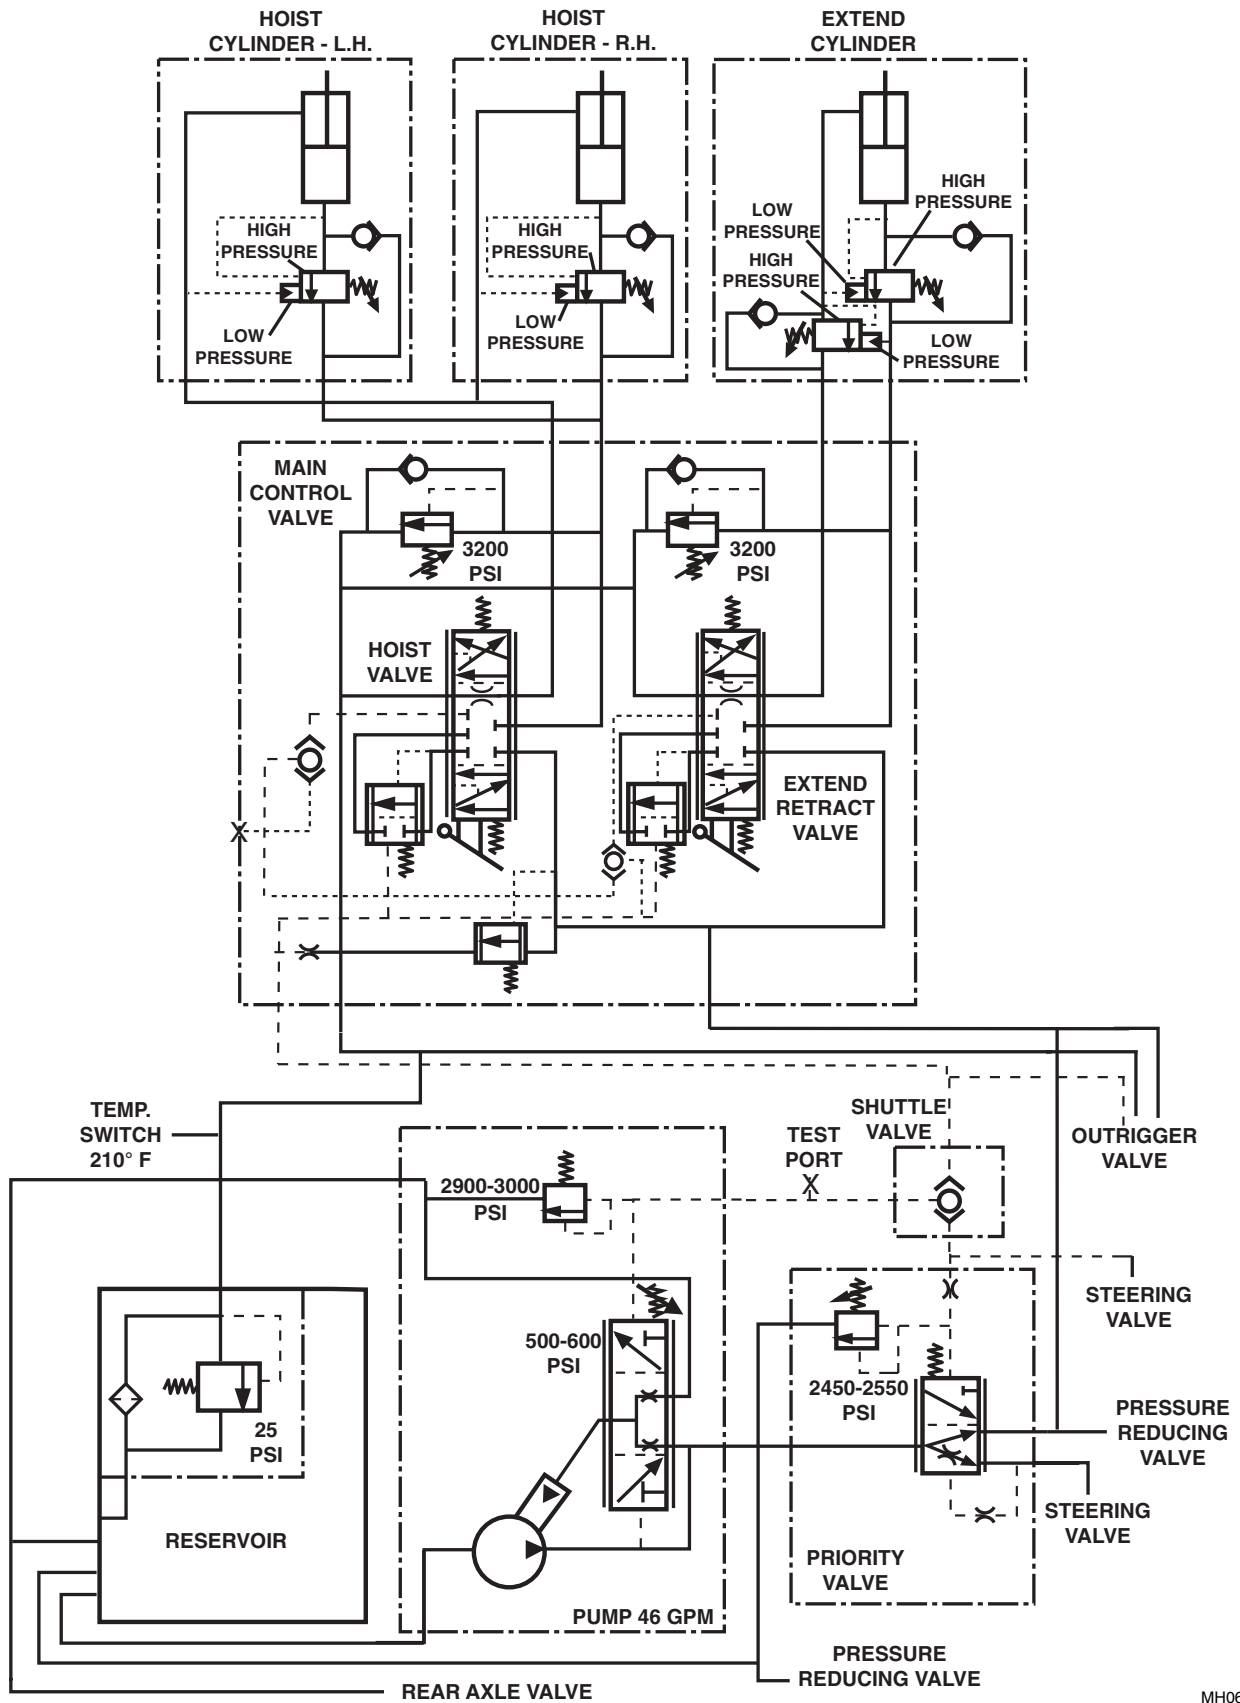 HOIST
CYLINDER - L.H.
HOIST
CYLINDER - R.H.
EXTEND
CYLINDER
HIGH
PRESSURE
LOW
PRESSURE
HIGH
PRESSURE
LOW
PRESSURE
HIGH
PRESSURE
LOW
PRESSURE
HIGH
PRESSURE
LOW
PRESSURE
MAIN
CONTROL
VALVE
3200
PSI
3200
PSI
HOIST
VALVE
EXTEND
RETRACT
VALVE
X
TEMP.
SWITCH
210° F
2900-3000
PSI
TEST
PORT
X
SHUTTLE
VALVE
OUTRIGGER
VALVE
STEERING
VALVE
500-600
PSI
2450-2550
PSI
PRESSURE
REDUCING
VALVE
25
PSI
STEERING
VALVE
RESERVOIR
PRIORITY
VALVE
PUMP 46 GPM
PRESSURE
REDUCING VALVE
REAR AXLE VALVE